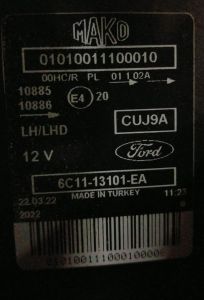 MAKO
01010011100010
00HC/R PL 01 1 02A
10885
10886
E4 20
LH/LHD
CUJ9A
12 V
Ford
6C11-13101-EA
MADE IN TURKEY
22.03.22
11:23
2022